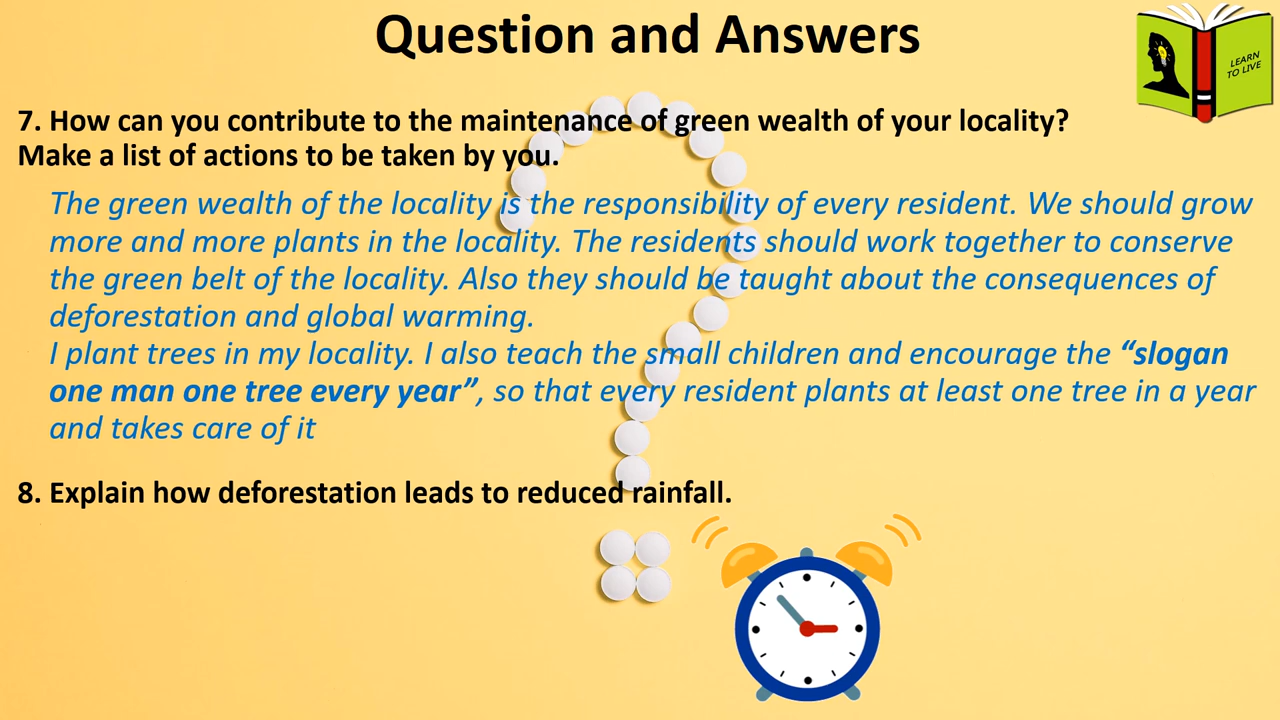 Question and Answers
LEARN
TO LIVE
7. How can you contribute to the maintenance of green wealth of your locality?
Make a list of actions to be taken by you.
The green wealth of the locality is the responsibility of every resident. We should grow
more and more plants in the locality. The residents should work together to conserve
the green belt of the locality. Also they should be taught about the consequences of
deforestation and global warming.
I plant trees in my locality. I also teach the small children and encourage the “slogan
one man one tree every year”, so that every resident plants at least one tree in a year
and takes care of it
8. Explain how deforestation leads to reduced rainfall.